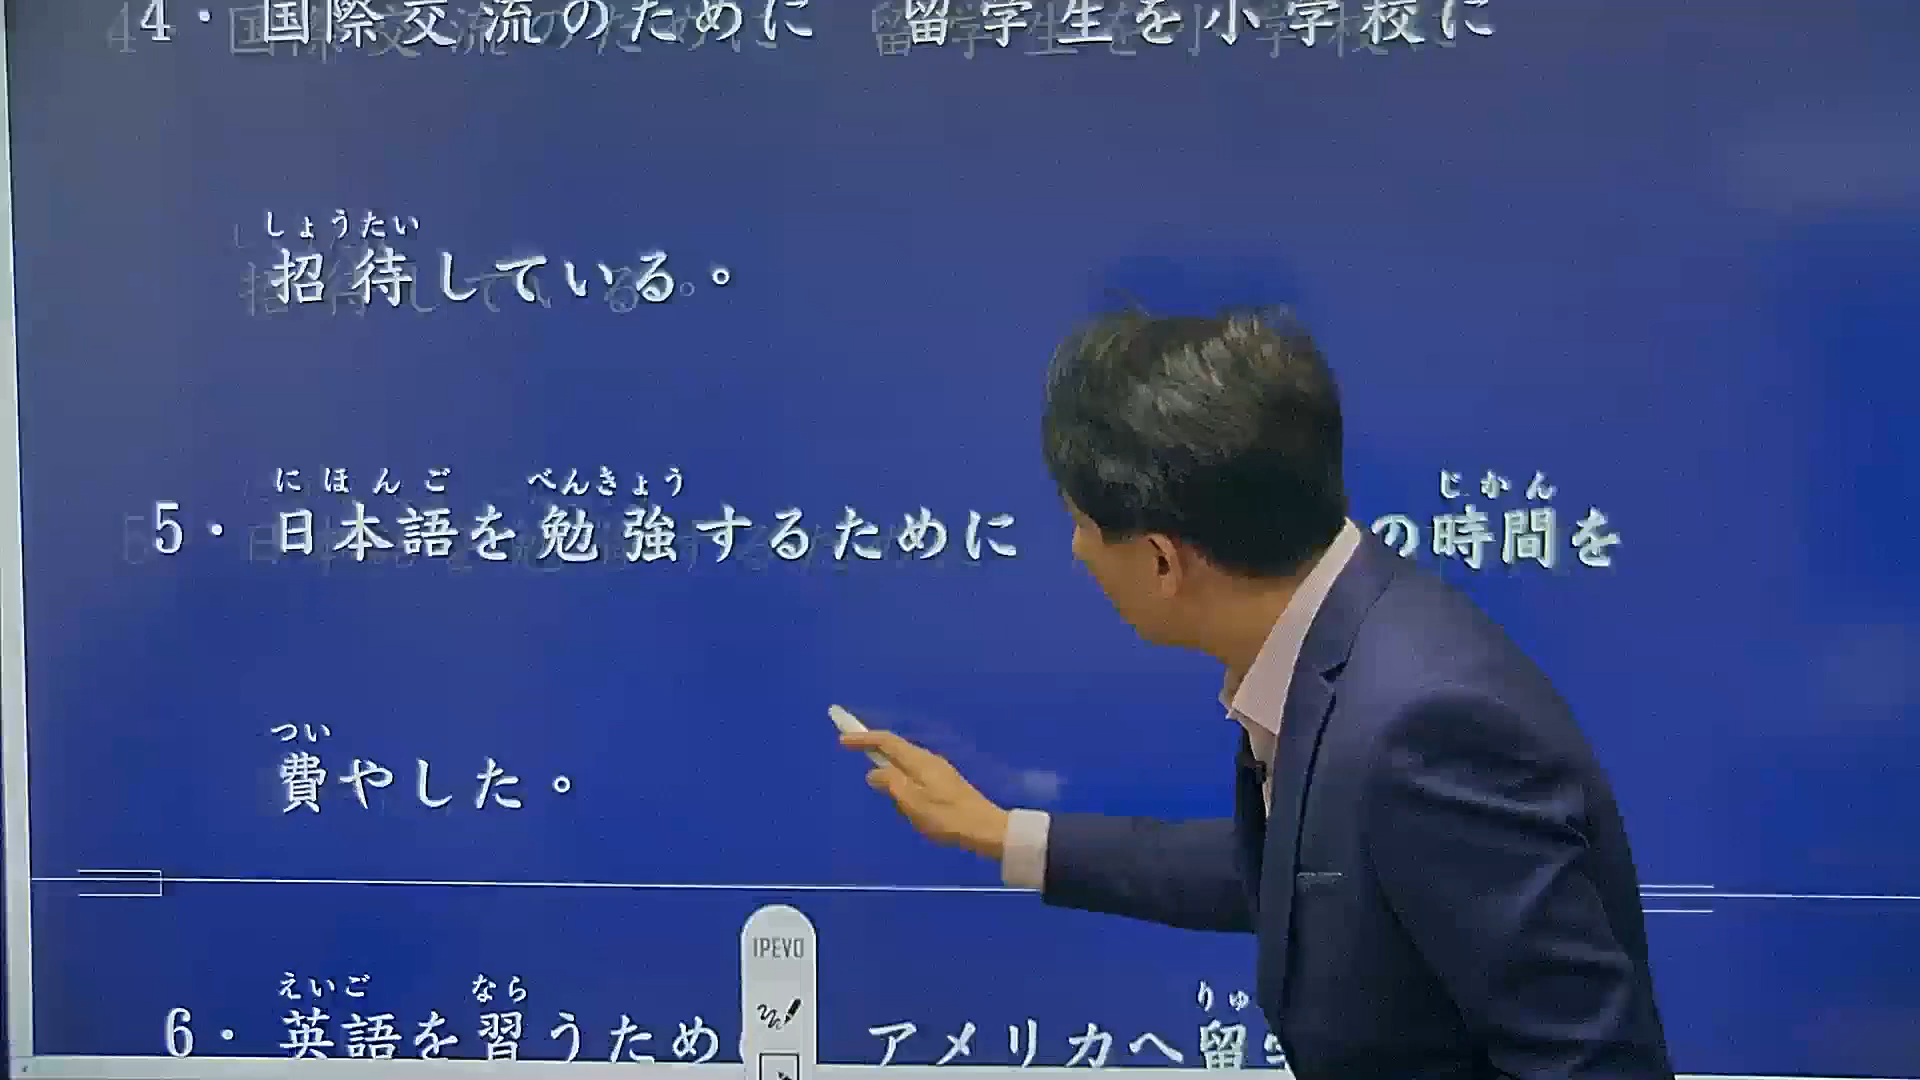 4・国際交流のために 留学生を小学校に
しょうたい
招待している。
にほんご べんきょう じかん
5・日本語を勉強するために の時間を
つい
費やした。
IPEVO
えいご なら りゅ
6・英語を習うため アメリカへ留学